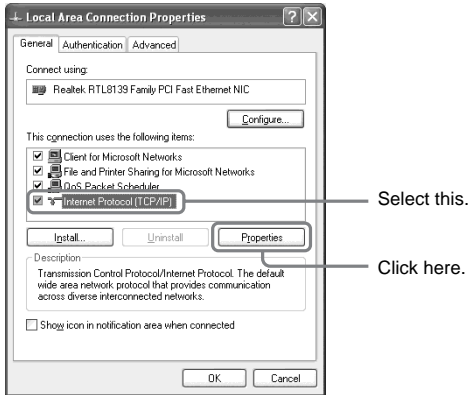 Local Area Connection Properties
General Authentication Advanced
Connect using:
Realtek RTL8139 Family PCI Fast Ethernet NIC
Configure...
This connection uses the following items:
Client for Microsoft Networks
File and Printer Sharing for Microsoft Networks
QoS Packet Scheduler
Internet Protocol (TCP/IP)
Select this.
Install... Uninstall Properties
Description
Transmission Control Protocol/Internet Protocol. The default
wide area network protocol that provides communication
across diverse interconnected networks.
Click here.
Show icon in notification area when connected
OK Cancel